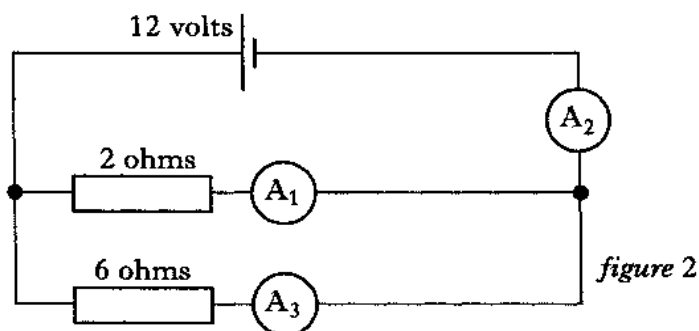 12 volts
A₂
2 ohms
A₁
6 ohms
A₃
figure 2